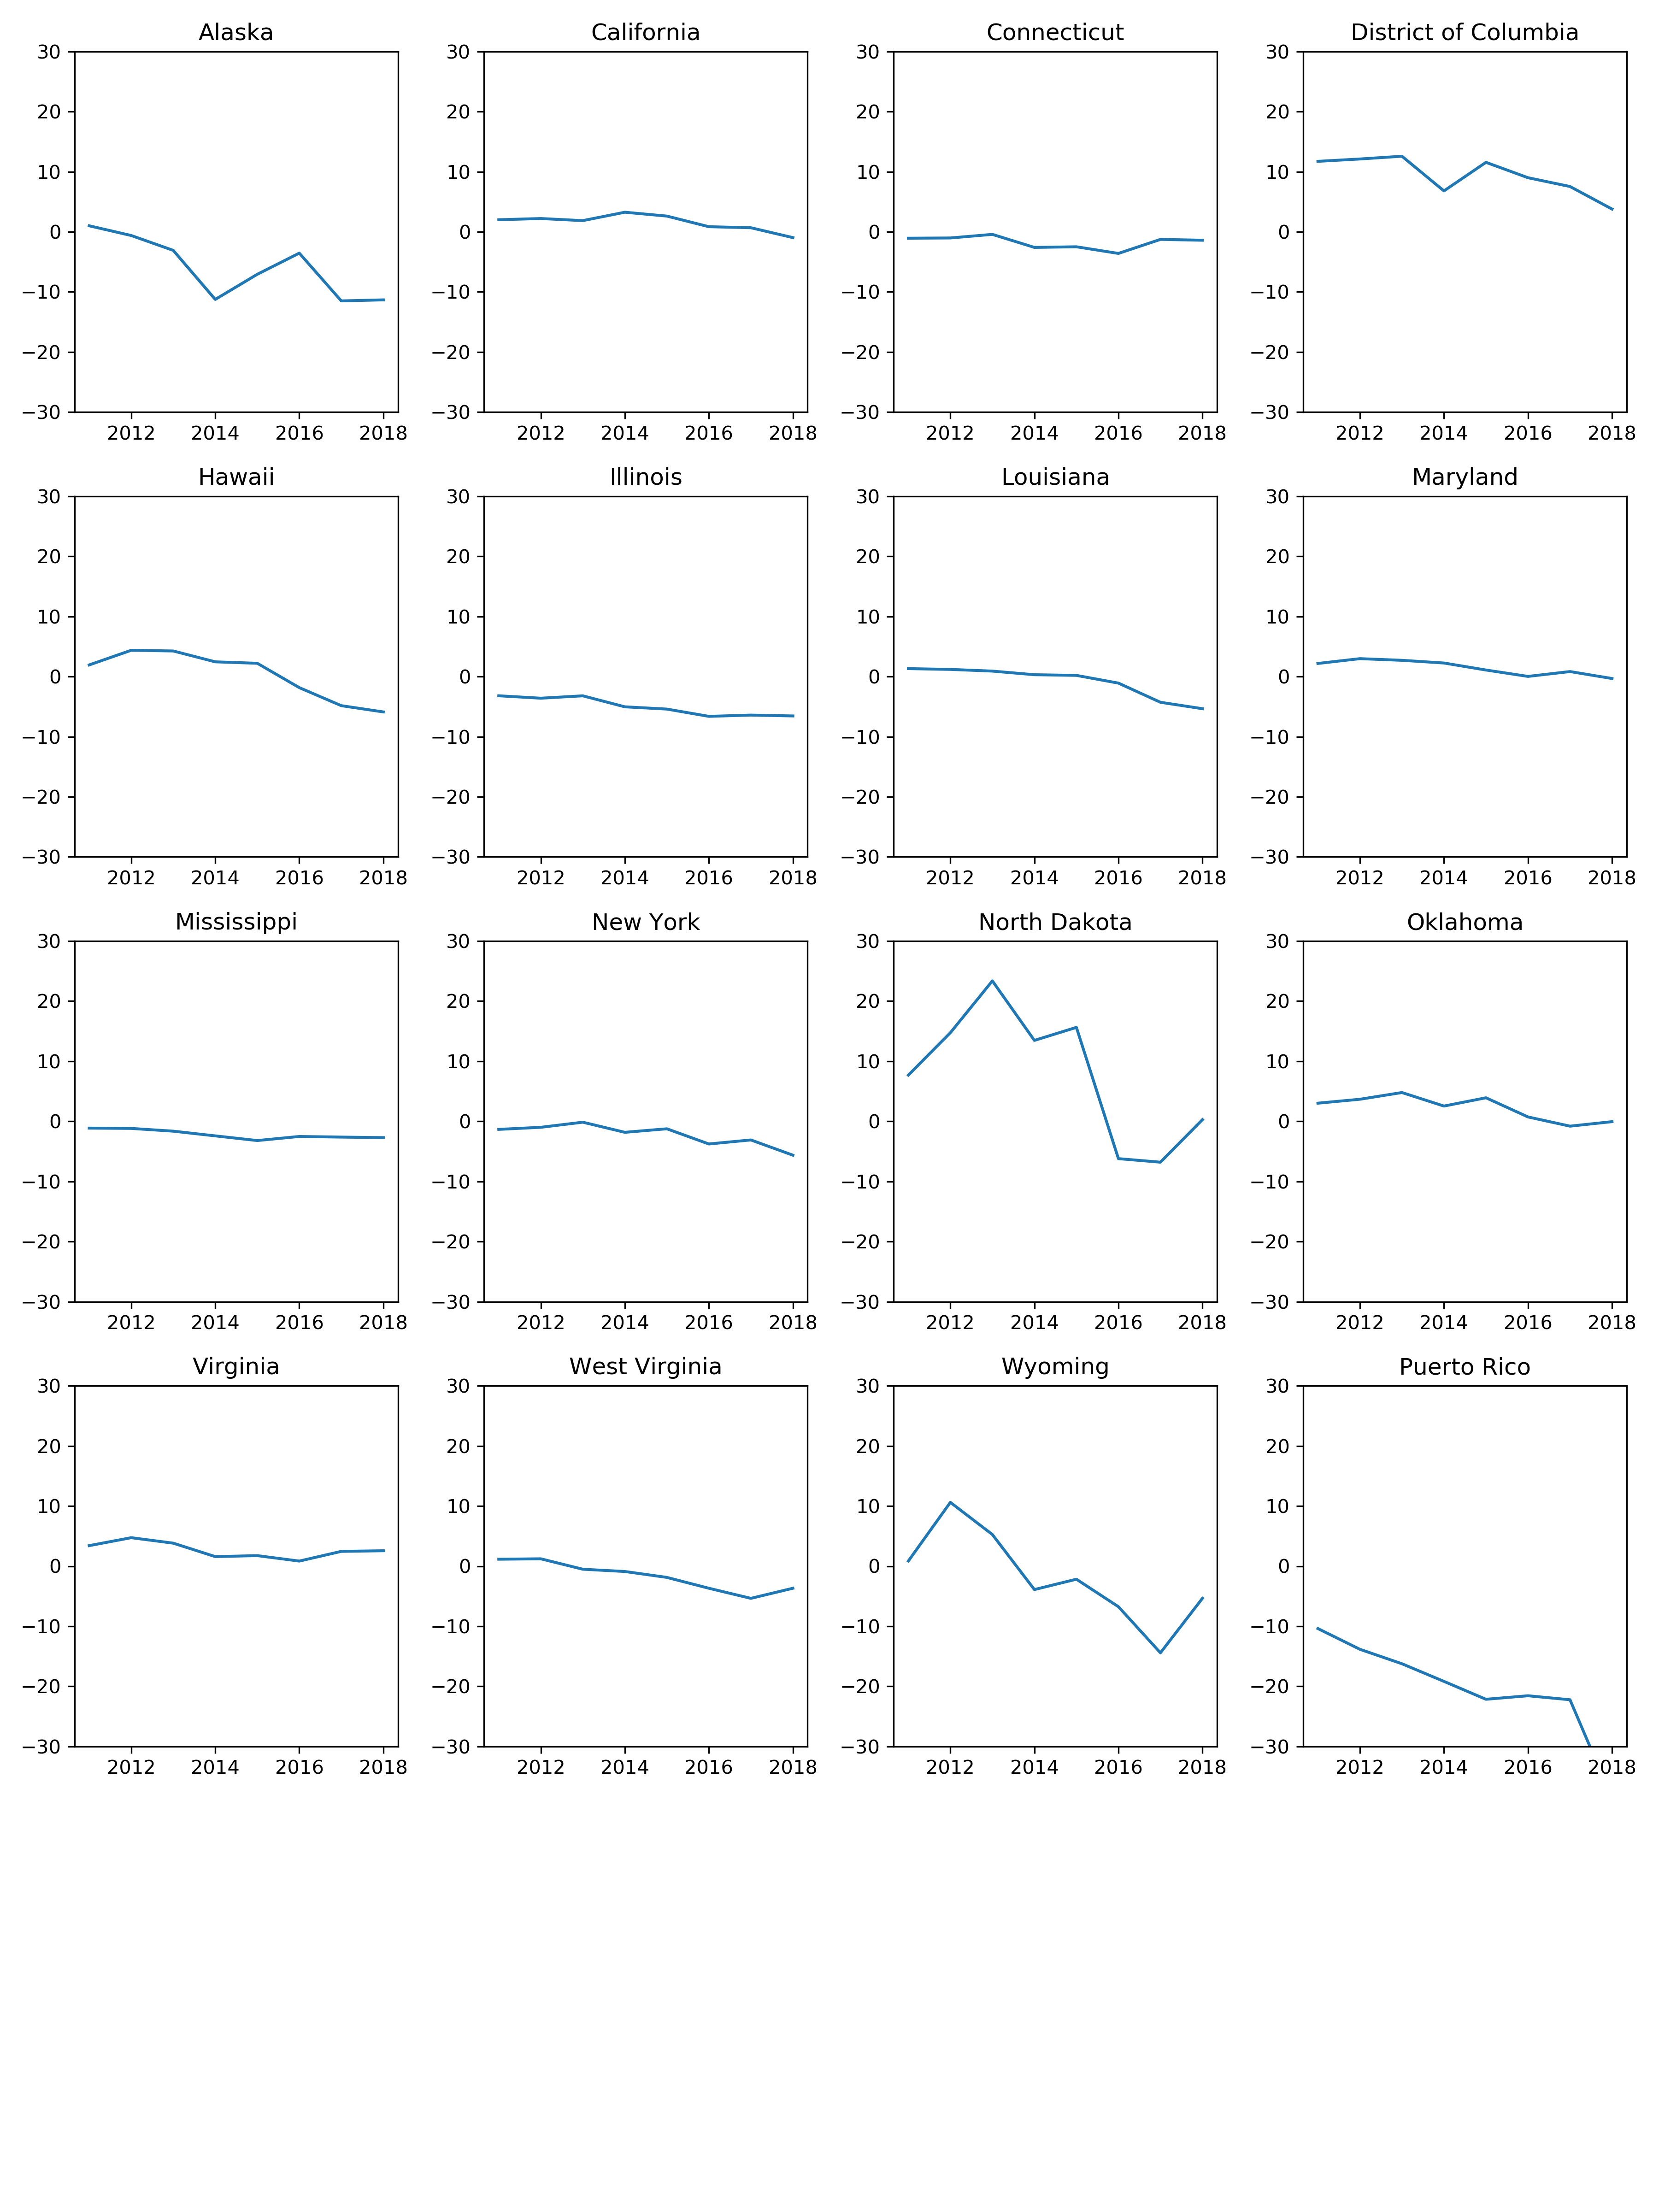 Alaska California Connecticut District of Columbia
30 30 30 30
20 20 20 20
10 10 10 10
0 0 0 0
−10 −10 −10 −10
−20 −20 −20 −20
−30 −30 −30 −30
2012 2014 2016 2018 2012 2014 2016 2018 2012 2014 2016 2018 2012 2014 2016 2018
Hawaii Illinois Louisiana Maryland
30 30 30 30
20 20 20 20
10 10 10 10
0 0 0 0
−10 −10 −10 −10
−20 −20 −20 −20
−30 −30 −30 −30
2012 2014 2016 2018 2012 2014 2016 2018 2012 2014 2016 2018 2012 2014 2016 2018
Mississippi New York North Dakota Oklahoma
30 30 30 30
20 20 20 20
10 10 10 10
0 0 0 0
−10 −10 −10 −10
−20 −20 −20 −20
−30 −30 −30 −30
2012 2014 2016 2018 2012 2014 2016 2018 2012 2014 2016 2018 2012 2014 2016 2018
Virginia West Virginia Wyoming Puerto Rico
30 30 30 30
20 20 20 20
10 10 10 10
0 0 0 0
−10 −10 −10 −10
−20 −20 −20 −20
−30 −30 −30 −30
2012 2014 2016 2018 2012 2014 2016 2018 2012 2014 2016 2018 2012 2014 2016 2018